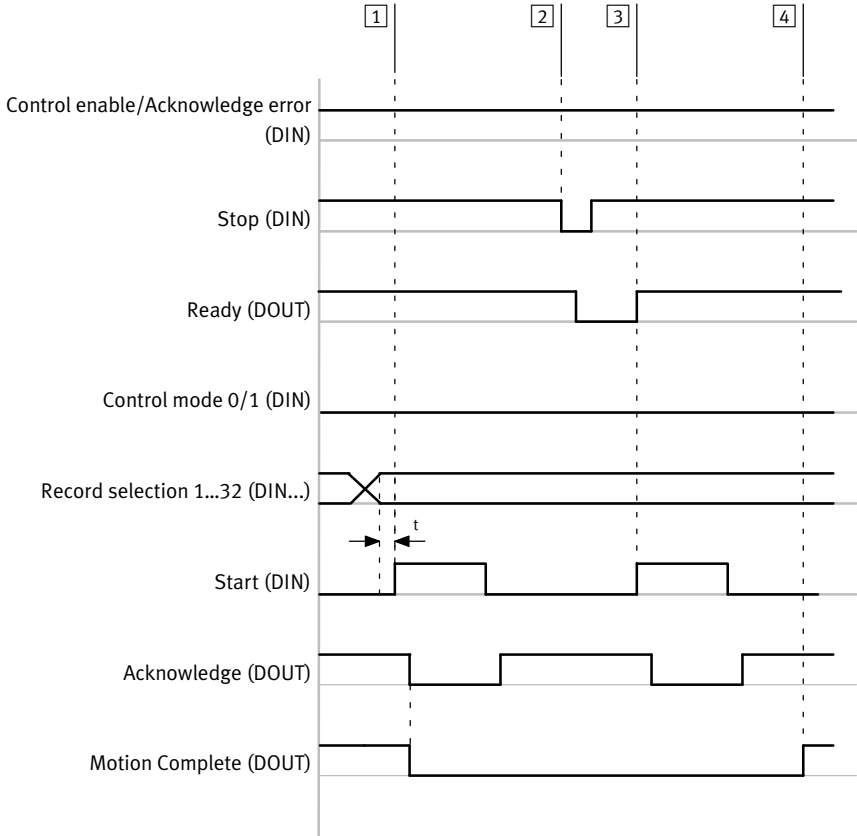 1 2 3 4
Control enable/Acknowledge error
(DIN)
Stop (DIN)
Ready (DOUT)
Control mode 0/1 (DIN)
Record selection 1...32 (DIN...)
t
Start (DIN)
Acknowledge (DOUT)
Motion Complete (DOUT)